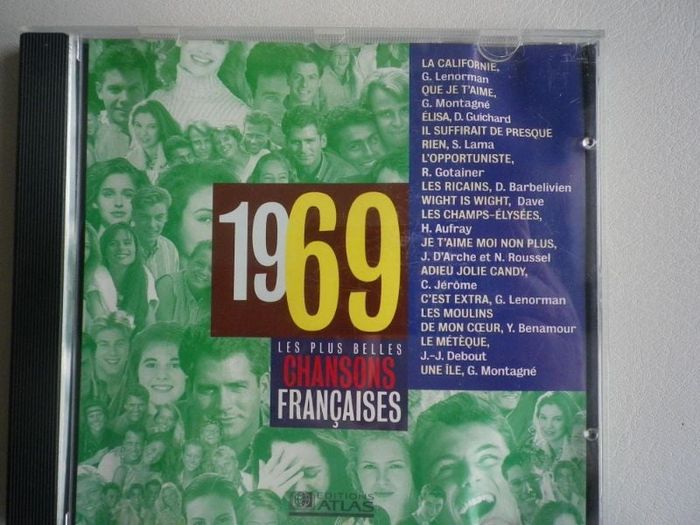 LA CALIFORNIE,
G. Lenorman
QUE JE T'AIME,
G. Montagné
ÉLISA, D. Guichard
IL SUFFIRAIT DE PRESQUE
RIEN, S. Lama
L'OPPORTUNISTE,
R. Gotainer
LES RICAINS, D. Barbelivien
WIGHT IS WIGHT, Dave
LES CHAMPS-ÉLYSÉES,
H. Aufray
JE T'AIME MOI NON PLUS,
J. D'Arche et N. Roussel
ADIEU JOLIE CANDY,
C. Jérôme
C'EST EXTRA, G. Lenorman
LES MOULINS
DE MON CŒUR, Y. Benamour
LE MÉTÈQUE,
J.-J. Debout
UNE ÎLE, G. Montagné
1969
LES PLUS BELLES
CHANSONS
FRANÇAISES
EDITIONS
ATLAS